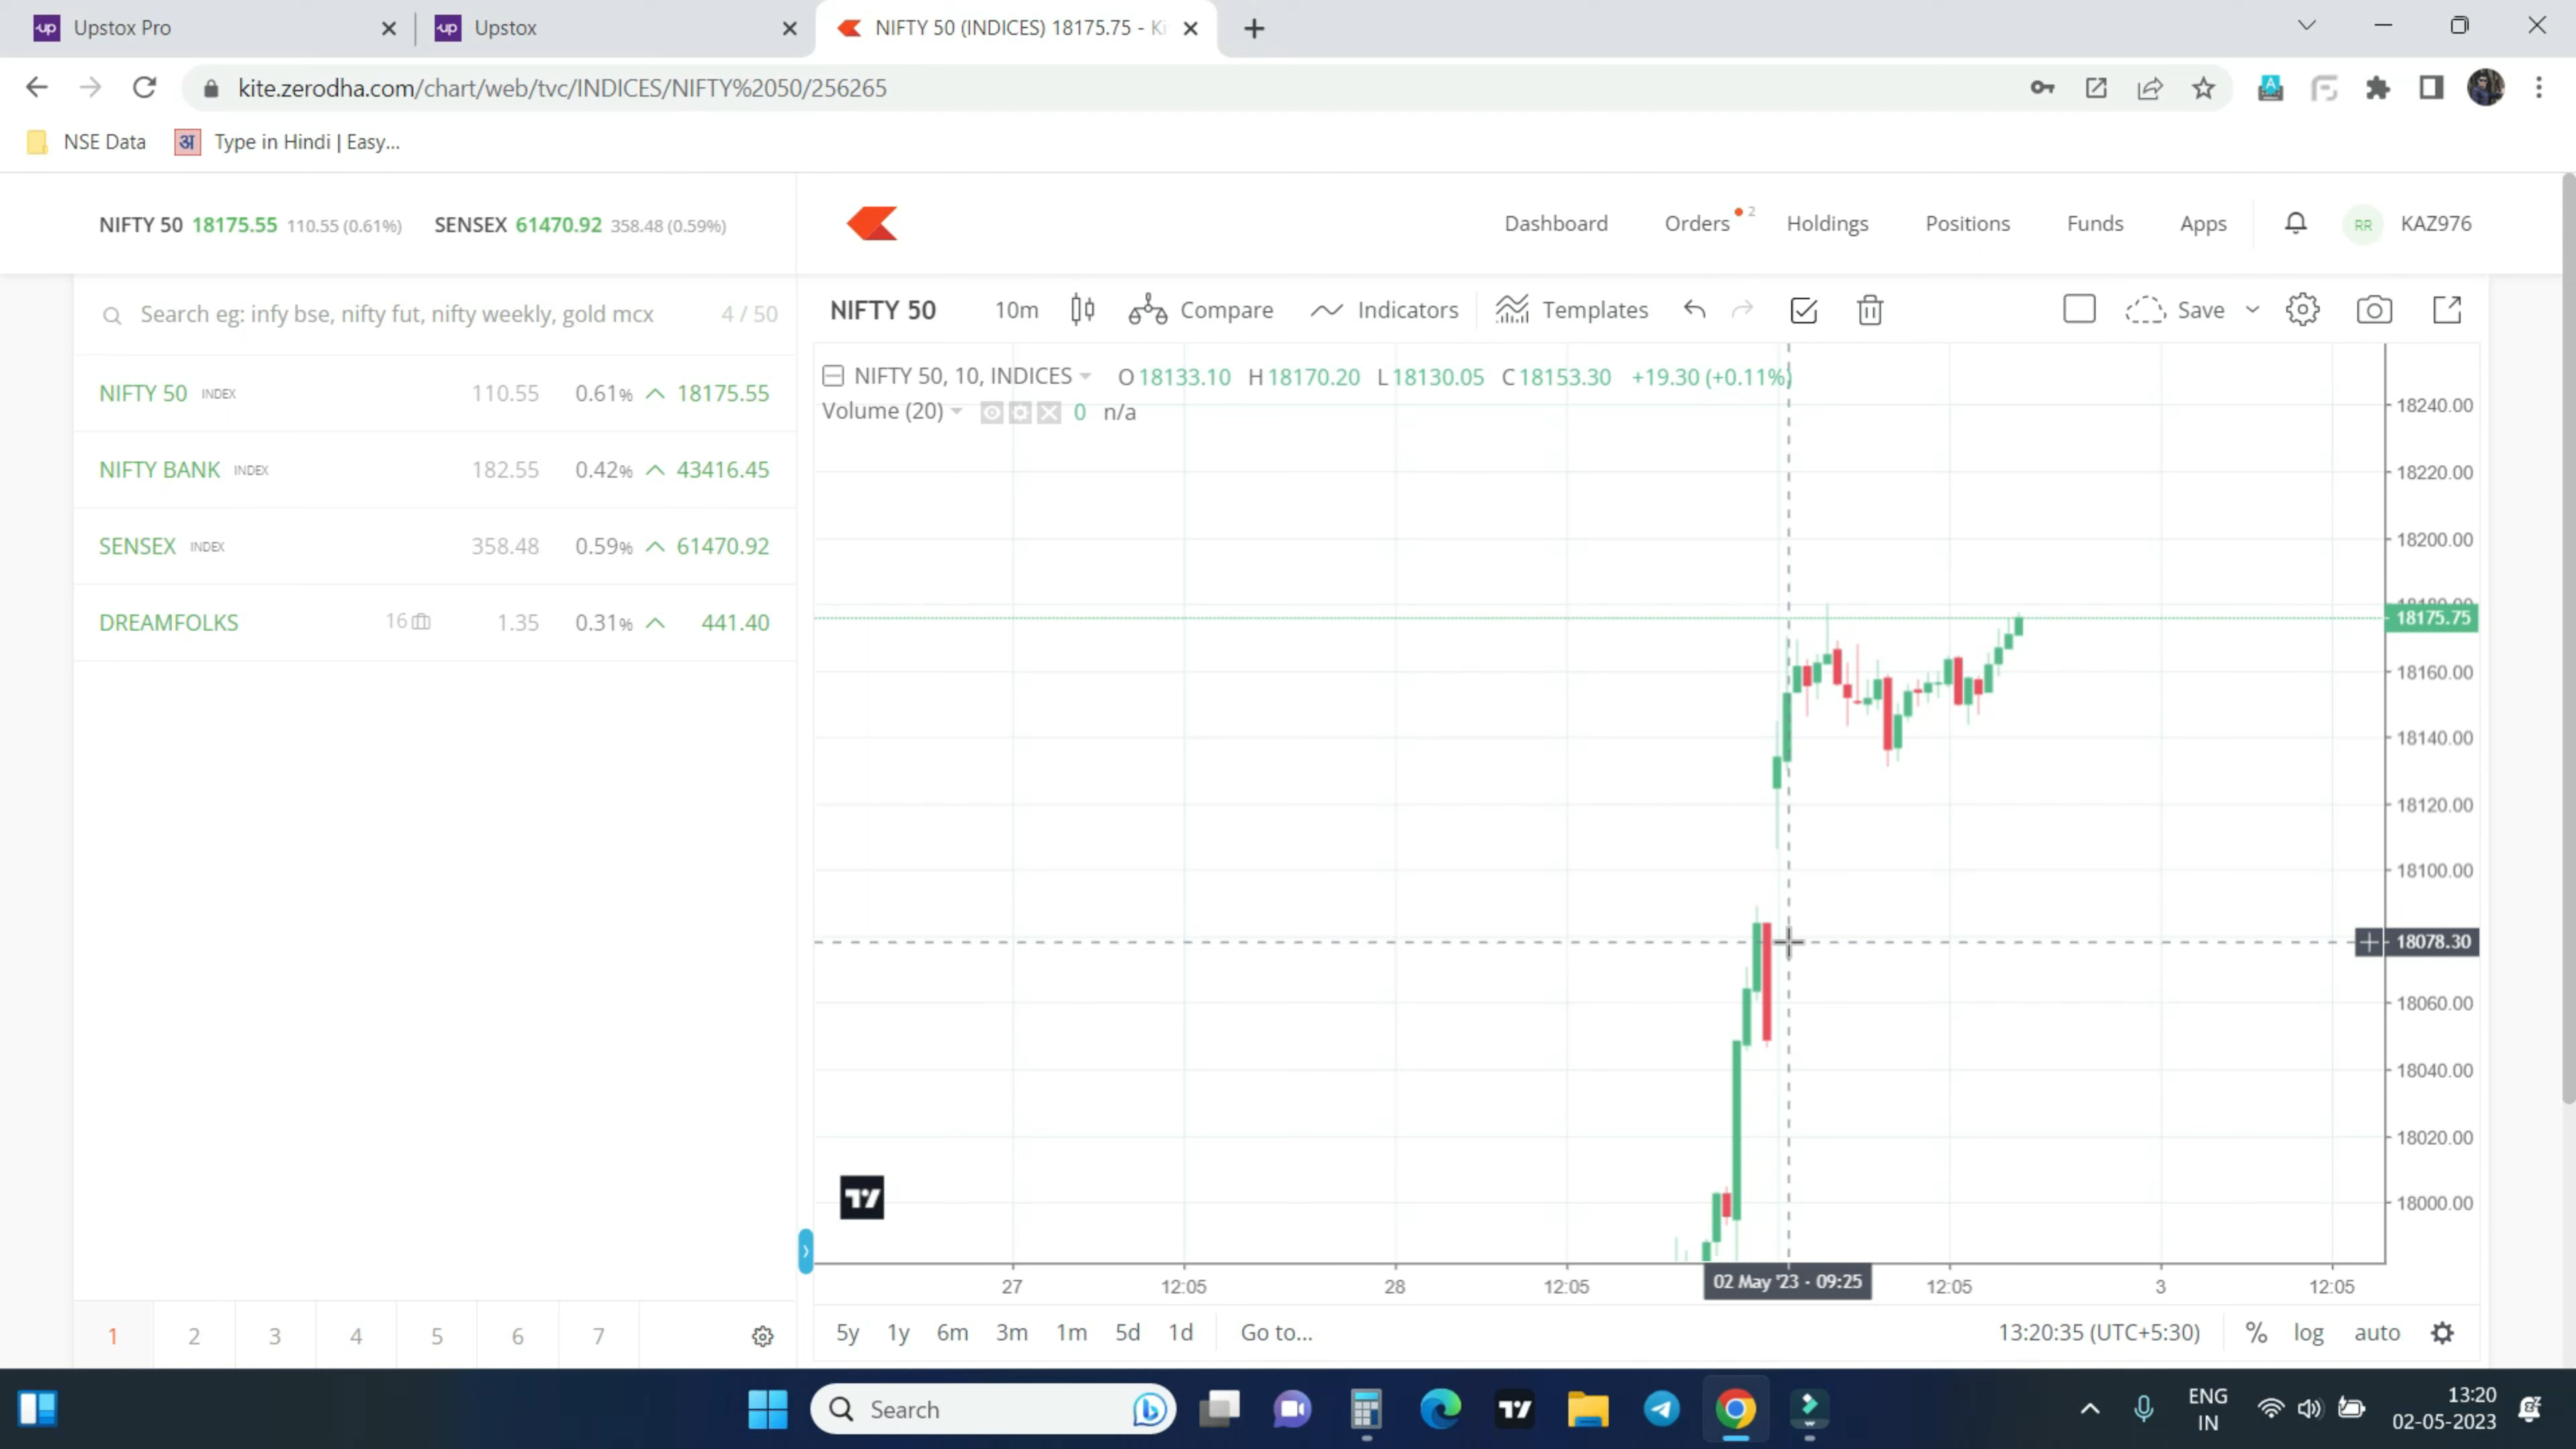 Upstox Pro
Upstox
NIFTY 50 (INDICES) 18175.75 - Ki
kite.zerodha.com/chart/web/tvc/INDICES/NIFTY%2050/256265
NSE Data
अ Type in Hindi | Easy...
NIFTY 50 18175.55 110.55 (0.61%) SENSEX 61470.92 358.48 (0.59%)
Dashboard Orders 2 Holdings Positions Funds Apps RR KAZ976
Search eg: infy bse, nifty fut, nifty weekly, gold mcx 4 / 50
NIFTY 50 INDEX 110.55 0.61% 18175.55
NIFTY BANK INDEX 182.55 0.42% 43416.45
SENSEX INDEX 358.48 0.59% 61470.92
DREAMFOLKS 16 1.35 0.31% 441.40
NIFTY 50 10m Compare Indicators Templates Save
NIFTY 50, 10, INDICES O 18133.10 H 18170.20 L 18130.05 C 18153.30 +19.30 (+0.11%)
Volume (20) 0 n/a
18240.00
18220.00
18200.00
18180.00
18175.75
18160.00
18140.00
18120.00
18100.00
18078.30
18060.00
18040.00
18020.00
18000.00
27 12:05 28 12:05 02 May '23 - 09:25 12:05 3 12:05
5y 1y 6m 3m 1m 5d 1d Go to... 13:20:35 (UTC+5:30) % log auto
1 2 3 4 5 6 7
Search
ENG
IN
13:20
02-05-2023